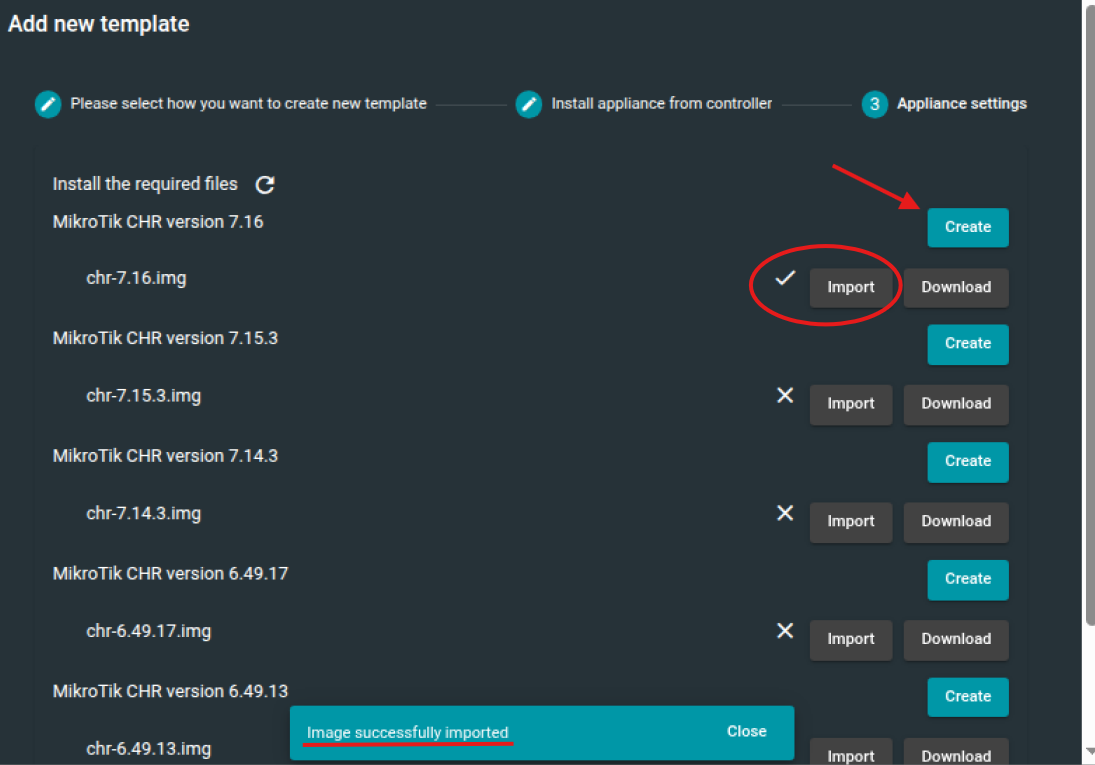 Add new template
Please select how you want to create new template
Install appliance from controller
3 Appliance settings
Install the required files
MikroTik CHR version 7.16
Create
chr-7.16.img
Import Download
MikroTik CHR version 7.15.3
Create
chr-7.15.3.img
Import Download
MikroTik CHR version 7.14.3
Create
chr-7.14.3.img
Import Download
MikroTik CHR version 6.49.17
Create
chr-6.49.17.img
Import Download
MikroTik CHR version 6.49.13
Create
Image successfully imported Close
chr-6.49.13.img
Import Download